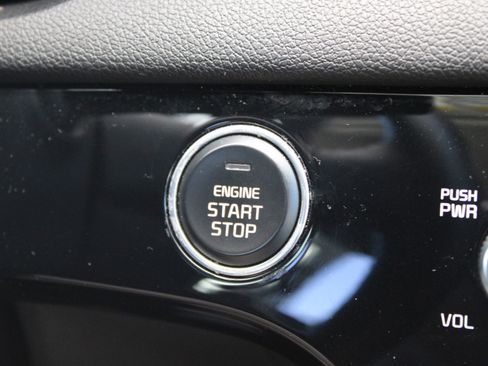 ENGINE
START
STOP
PUSH
PWR
VOL